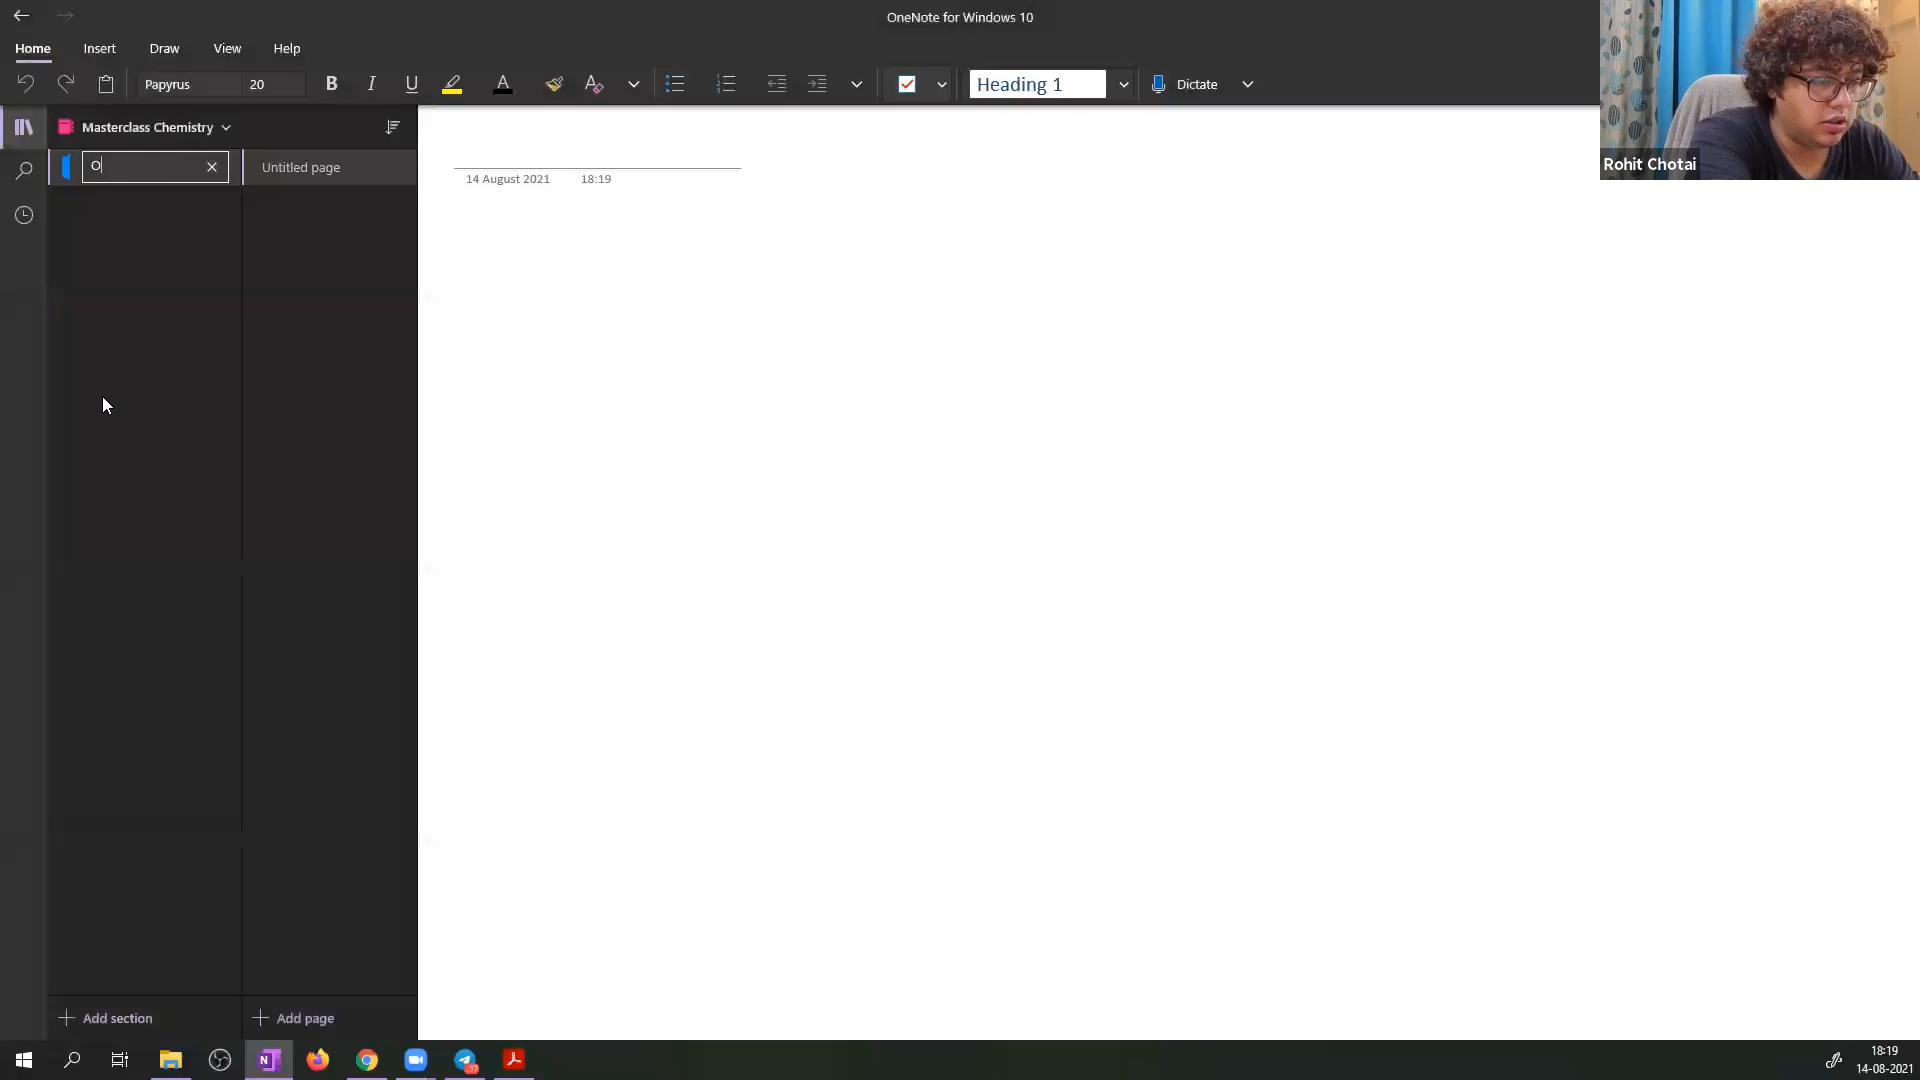 OneNote for Windows 10
Home Insert Draw View Help
Papyrus 20 B I U A A Heading 1 Dictate
Masterclass Chemistry
O Untitled page
14 August 2021 18:19
Rohit Chotai
Add section Add page
18:19
14-08-2021